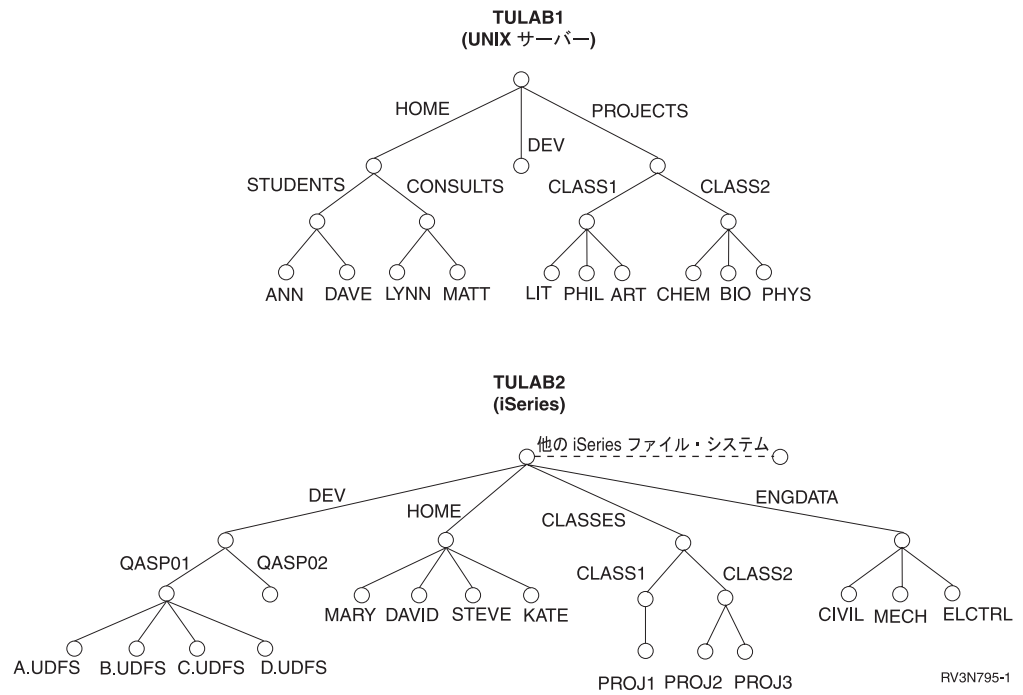 TULAB1
(UNIX サーバー)
HOME
PROJECTS
DEV
STUDENTS
CONSULTS
CLASS1
CLASS2
ANN
DAVE
LYNN
MATT
LIT
PHIL
ART
CHEM
BIO
PHYS
TULAB2
(iSeries)
他の iSeries ファイル・システム
DEV
HOME
CLASSES
ENGDATA
QASP01
QASP02
CLASS1
CLASS2
MARY
DAVID
STEVE
KATE
CIVIL
MECH
ELCTRL
A.UDFS
B.UDFS
C.UDFS
D.UDFS
PROJ1
PROJ2
PROJ3
RV3N795-1